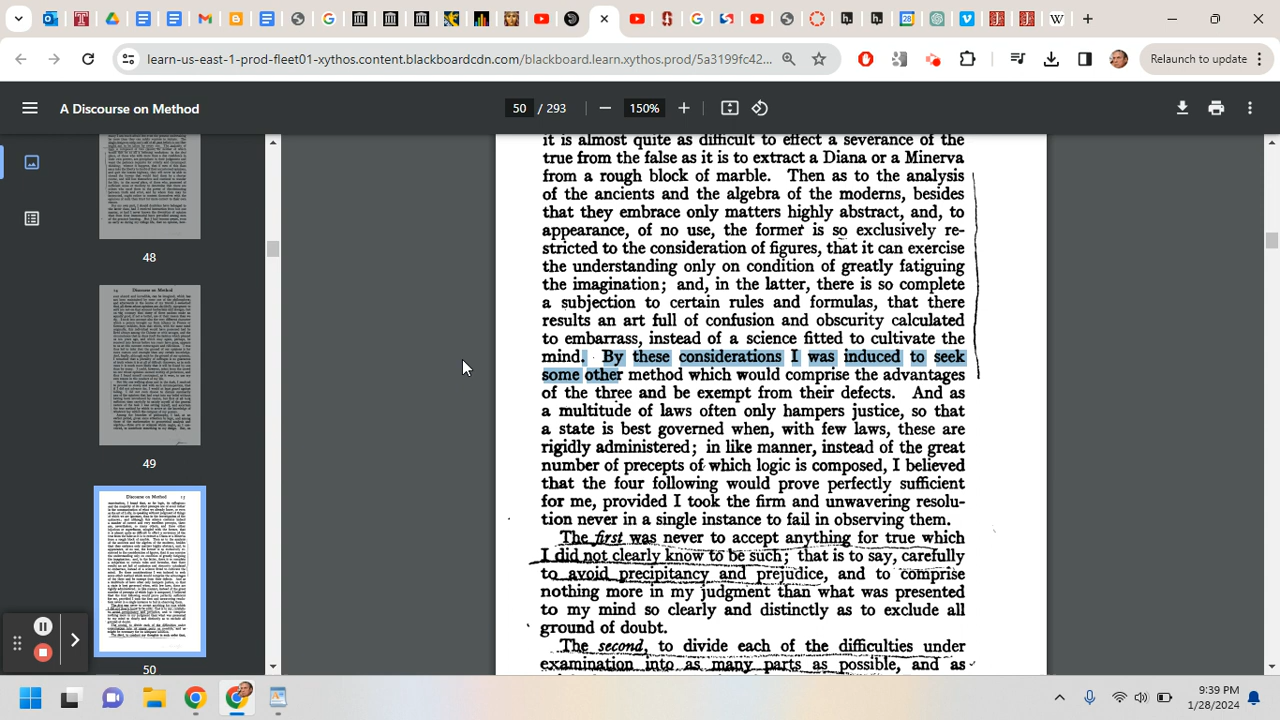 learn-us-east-1-prod-fleet01-xythos.content.blackboardcdn.com/blackboard.learn.xythos.prod/5a3199fc42...
Relaunch to update
A Discourse on Method
50 / 293
150%
48
49
Discourse on Method
50
it is almost quite as difficult to effect a severance of the
true from the false as it is to extract a Diana or a Minerva
from a rough block of marble. Then as to the analysis
of the ancients and the algebra of the moderns, besides
that they embrace only matters highly abstract, and, to
appearance, of no use, the former is so exclusively re-
stricted to the consideration of figures, that it can exercise
the understanding only on condition of greatly fatiguing
the imagination; and, in the latter, there is so complete
a subjection to certain rules and formulas, that there
results an art full of confusion and obscurity calculated
to embarrass, instead of a science fitted to cultivate the
mind. By these considerations I was induced to seek
some other method which would comprise the advantages
of the three and be exempt from their defects. And as
a multitude of laws often only hampers justice, so that
a state is best governed when, with few laws, these are
rigidly administered; in like manner, instead of the great
number of precepts of which logic is composed, I believed
that the four following would prove perfectly sufficient
for me, provided I took the firm and unwavering resolu-
tion never in a single instance to fail in observing them.
The first was never to accept anything for true which
I did not clearly know to be such; that is to say, carefully
to avoid precipitancy and prejudice, and to comprise
nothing more in my judgment than what was presented
to my mind so clearly and distinctly as to exclude all
ground of doubt.
The second, to divide each of the difficulties under
examination into as many parts as possible, and as
9:39 PM
1/28/2024